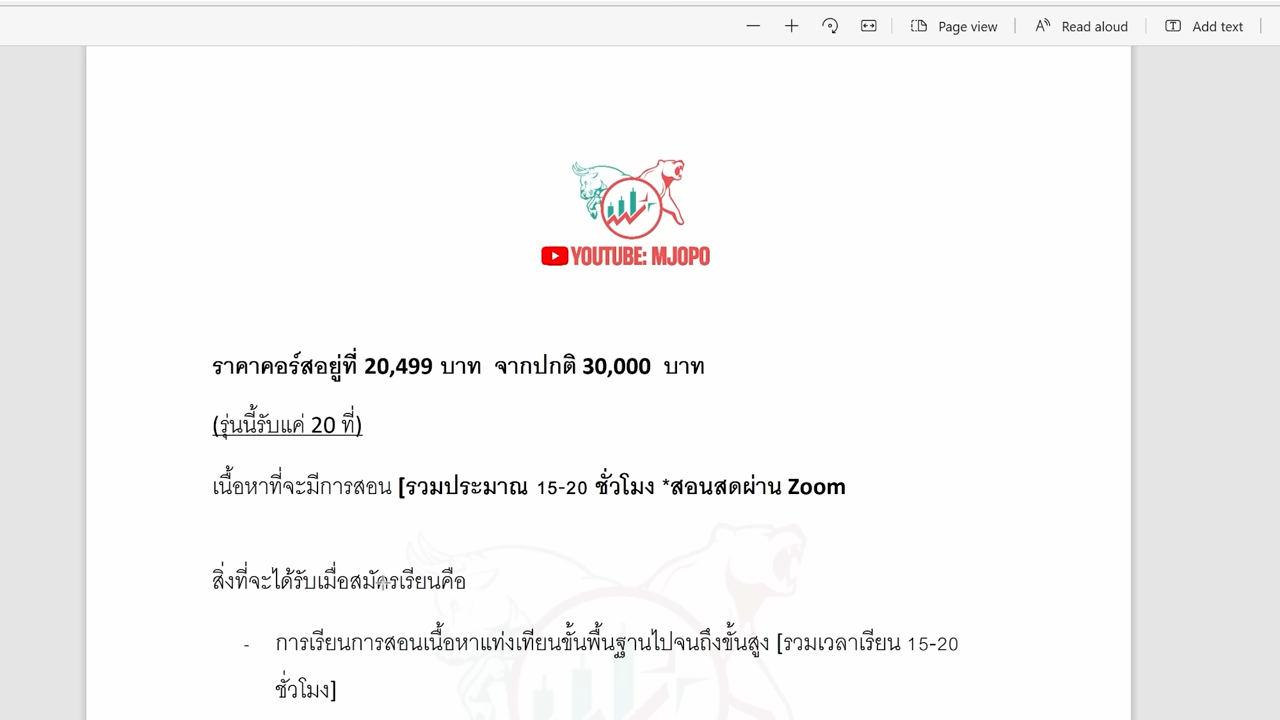 Page view
Read aloud
Add text
YOUTUBE: MJOPO
ราคาคอร์สอยู่ที่ 20,499 บาท จากปกติ 30,000 บาท
(รุ่นนี้รับแค่ 20 ที่)
เนื้อหาที่จะมีการสอน [รวมประมาณ 15-20 ชั่วโมง *สอนสดผ่าน Zoom
สิ่งที่จะได้รับเมื่อสมัครเรียนคือ
- การเรียนการสอนเนื้อหาแท่งเทียนขั้นพื้นฐานไปจนถึงขั้นสูง [รวมเวลาเรียน 15-20
ชั่วโมง]